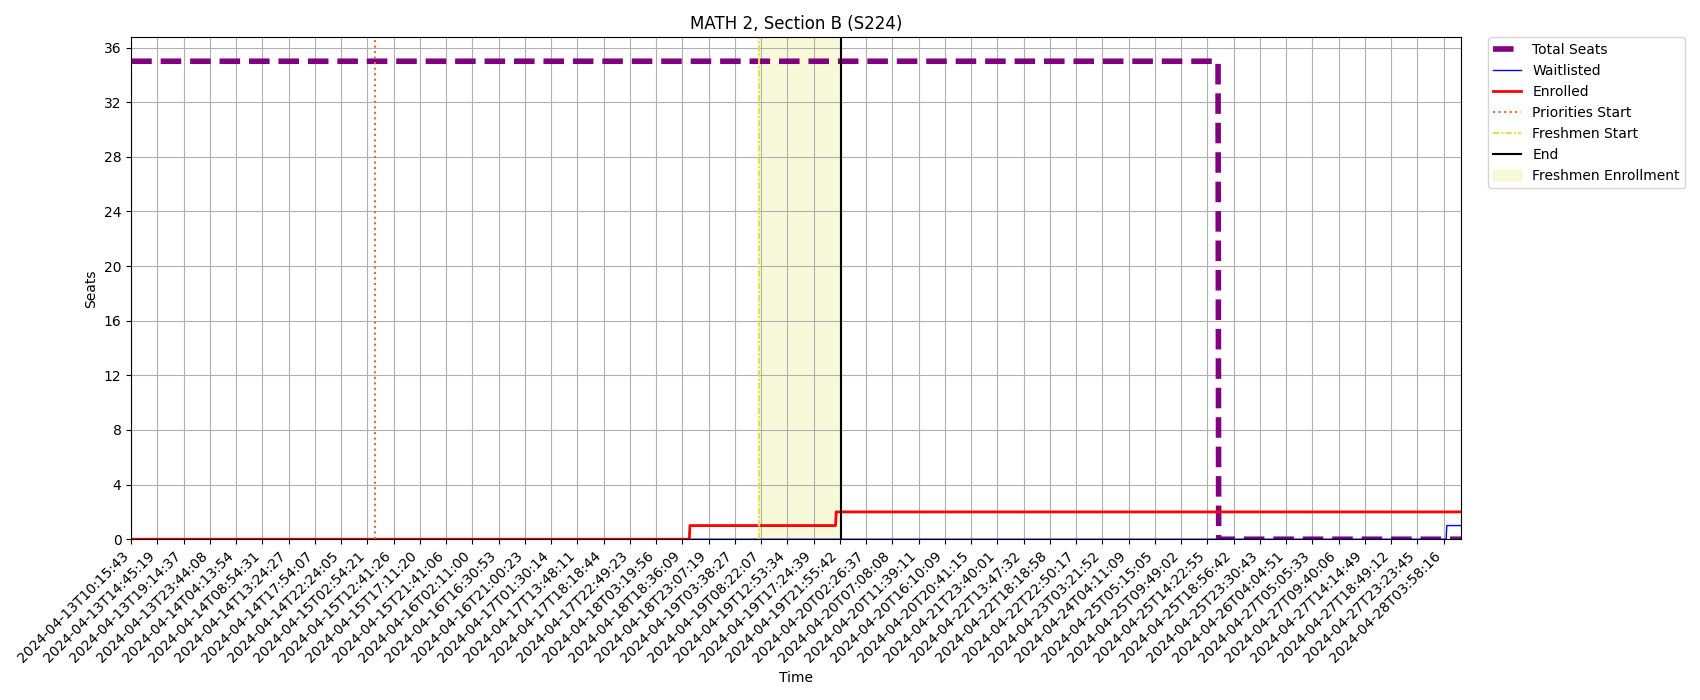 MATH 2, Section B (S224)
36
32
28
24
20
16
12
8
4
0
Seats
2024-04-13T10:15:43
2024-04-13T14:45:19
2024-04-13T19:14:37
2024-04-13T23:44:08
2024-04-14T04:13:54
2024-04-14T08:54:31
2024-04-14T13:24:27
2024-04-14T17:54:07
2024-04-14T22:24:05
2024-04-15T02:54:21
2024-04-15T12:41:26
2024-04-15T17:11:20
2024-04-15T21:41:06
2024-04-16T02:11:00
2024-04-16T16:30:53
2024-04-16T21:00:23
2024-04-17T01:30:14
2024-04-17T13:48:11
2024-04-17T18:18:44
2024-04-17T22:49:23
2024-04-18T03:19:56
2024-04-18T18:36:09
2024-04-18T23:07:19
2024-04-19T03:38:27
2024-04-19T08:22:07
2024-04-19T12:53:34
2024-04-19T17:24:39
2024-04-19T21:55:42
2024-04-20T02:26:37
2024-04-20T07:08:08
2024-04-20T11:39:11
2024-04-20T16:10:09
2024-04-20T20:41:15
2024-04-21T23:40:01
2024-04-22T13:47:32
2024-04-22T18:18:58
2024-04-22T22:50:17
2024-04-23T03:21:52
2024-04-24T04:11:09
2024-04-25T05:15:05
2024-04-25T09:49:02
2024-04-25T14:22:55
2024-04-25T18:56:42
2024-04-25T23:30:43
2024-04-26T04:04:51
2024-04-27T05:05:33
2024-04-27T09:40:06
2024-04-27T14:14:49
2024-04-27T18:49:12
2024-04-27T23:23:45
2024-04-28T03:58:16
Time
Total Seats
Waitlisted
Enrolled
Priorities Start
Freshmen Start
End
Freshmen Enrollment